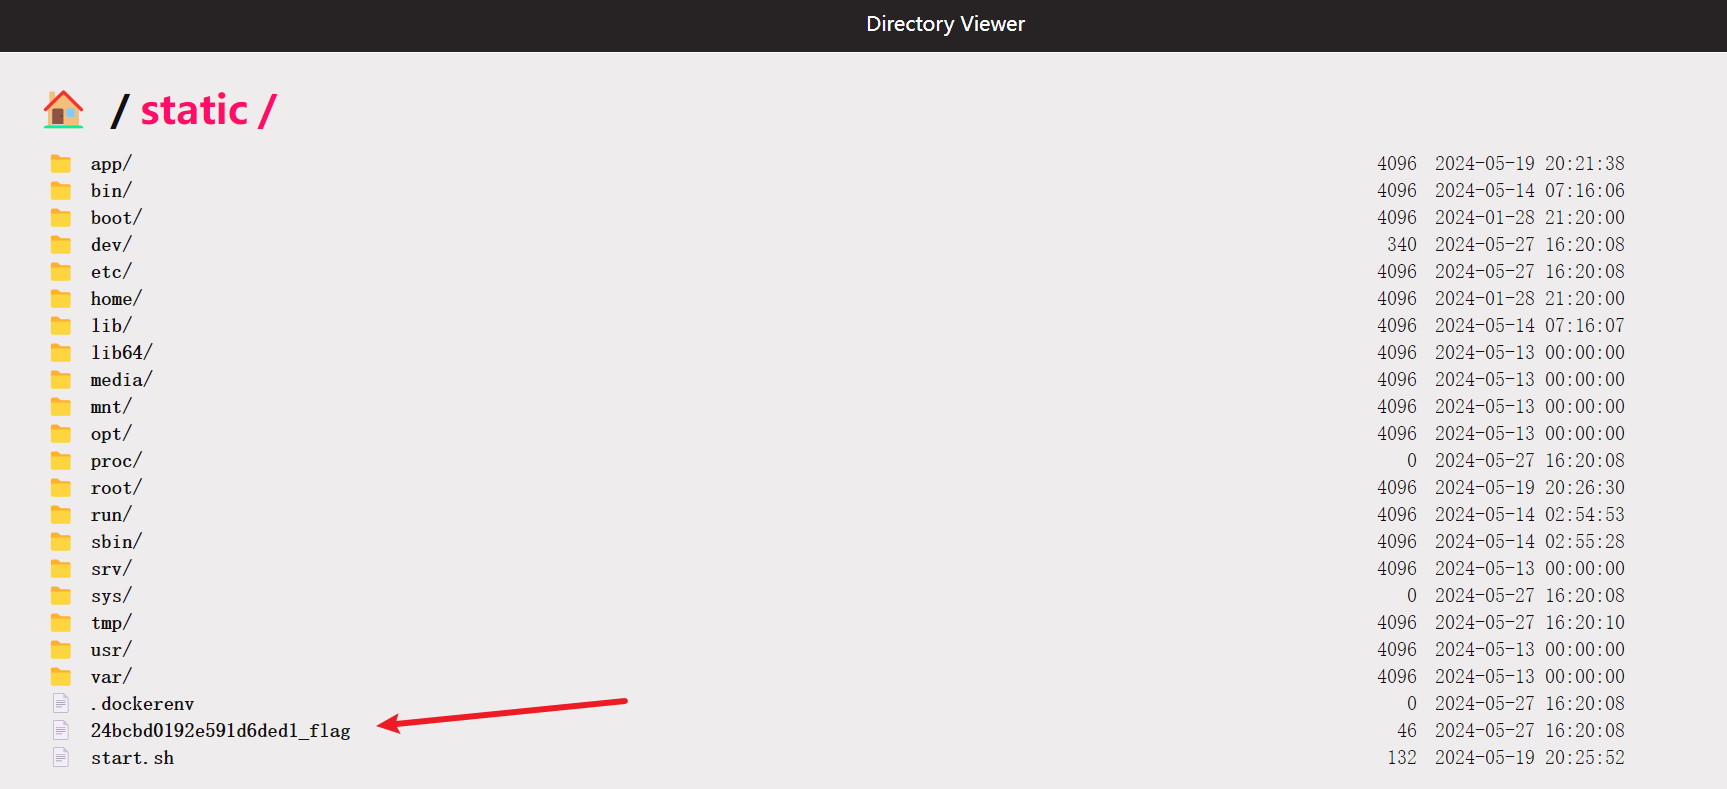 Directory Viewer
/ static /
app/ 4096 2024-05-19 20:21:38
bin/ 4096 2024-05-14 07:16:06
boot/ 4096 2024-01-28 21:20:00
dev/ 340 2024-05-27 16:20:08
etc/ 4096 2024-05-27 16:20:08
home/ 4096 2024-01-28 21:20:00
lib/ 4096 2024-05-14 07:16:07
lib64/ 4096 2024-05-13 00:00:00
media/ 4096 2024-05-13 00:00:00
mnt/ 4096 2024-05-13 00:00:00
opt/ 4096 2024-05-13 00:00:00
proc/ 0 2024-05-27 16:20:08
root/ 4096 2024-05-19 20:26:30
run/ 4096 2024-05-14 02:54:53
sbin/ 4096 2024-05-14 02:55:28
srv/ 4096 2024-05-13 00:00:00
sys/ 0 2024-05-27 16:20:08
tmp/ 4096 2024-05-27 16:20:10
usr/ 4096 2024-05-13 00:00:00
var/ 4096 2024-05-13 00:00:00
.dockerenv 0 2024-05-27 16:20:08
24bcbd0192e591d6ded1_flag 46 2024-05-27 16:20:08
start.sh 132 2024-05-19 20:25:52